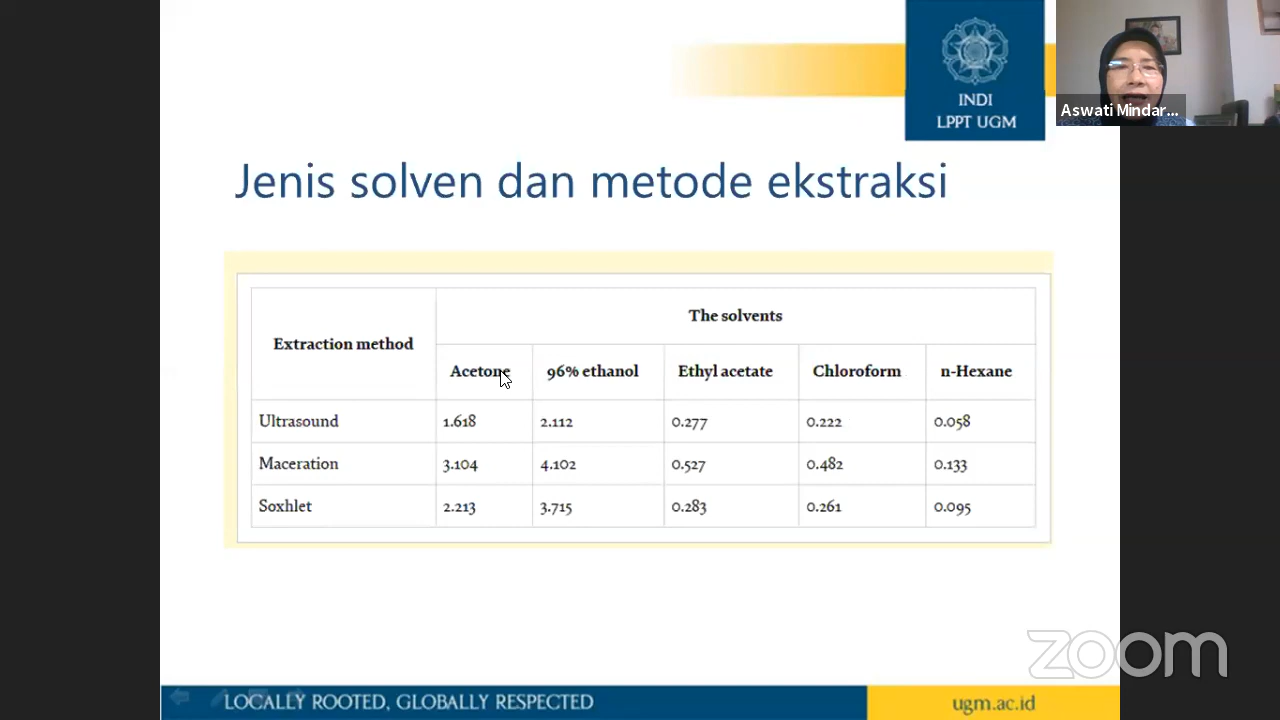 INDI
LPPT UGM
Aswati Mindar...
Jenis solven dan metode ekstraksi
Extraction method
The solvents
Acetone 96% ethanol Ethyl acetate Chloroform n-Hexane
Ultrasound 1.618 2.112 0.277 0.222 0.058
Maceration 3.104 4.102 0.527 0.482 0.133
Soxhlet 2.213 3.715 0.283 0.261 0.095
zoom
LOCALLY ROOTED, GLOBALLY RESPECTED
ugm.ac.id